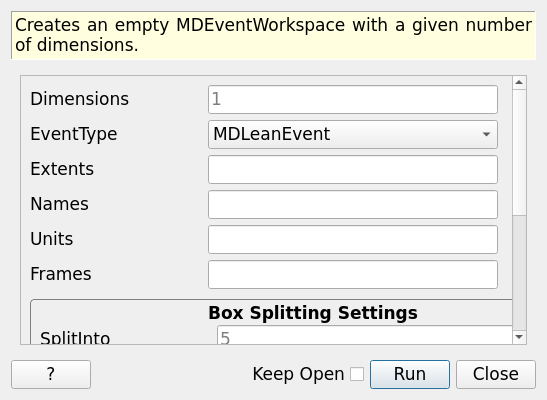 Creates an empty MDEventWorkspace with a given number
of dimensions.
Dimensions 1
EventType MDLeanEvent
Extents
Names
Units
Frames
Box Splitting Settings
SplitInto 5
? Keep Open Run Close